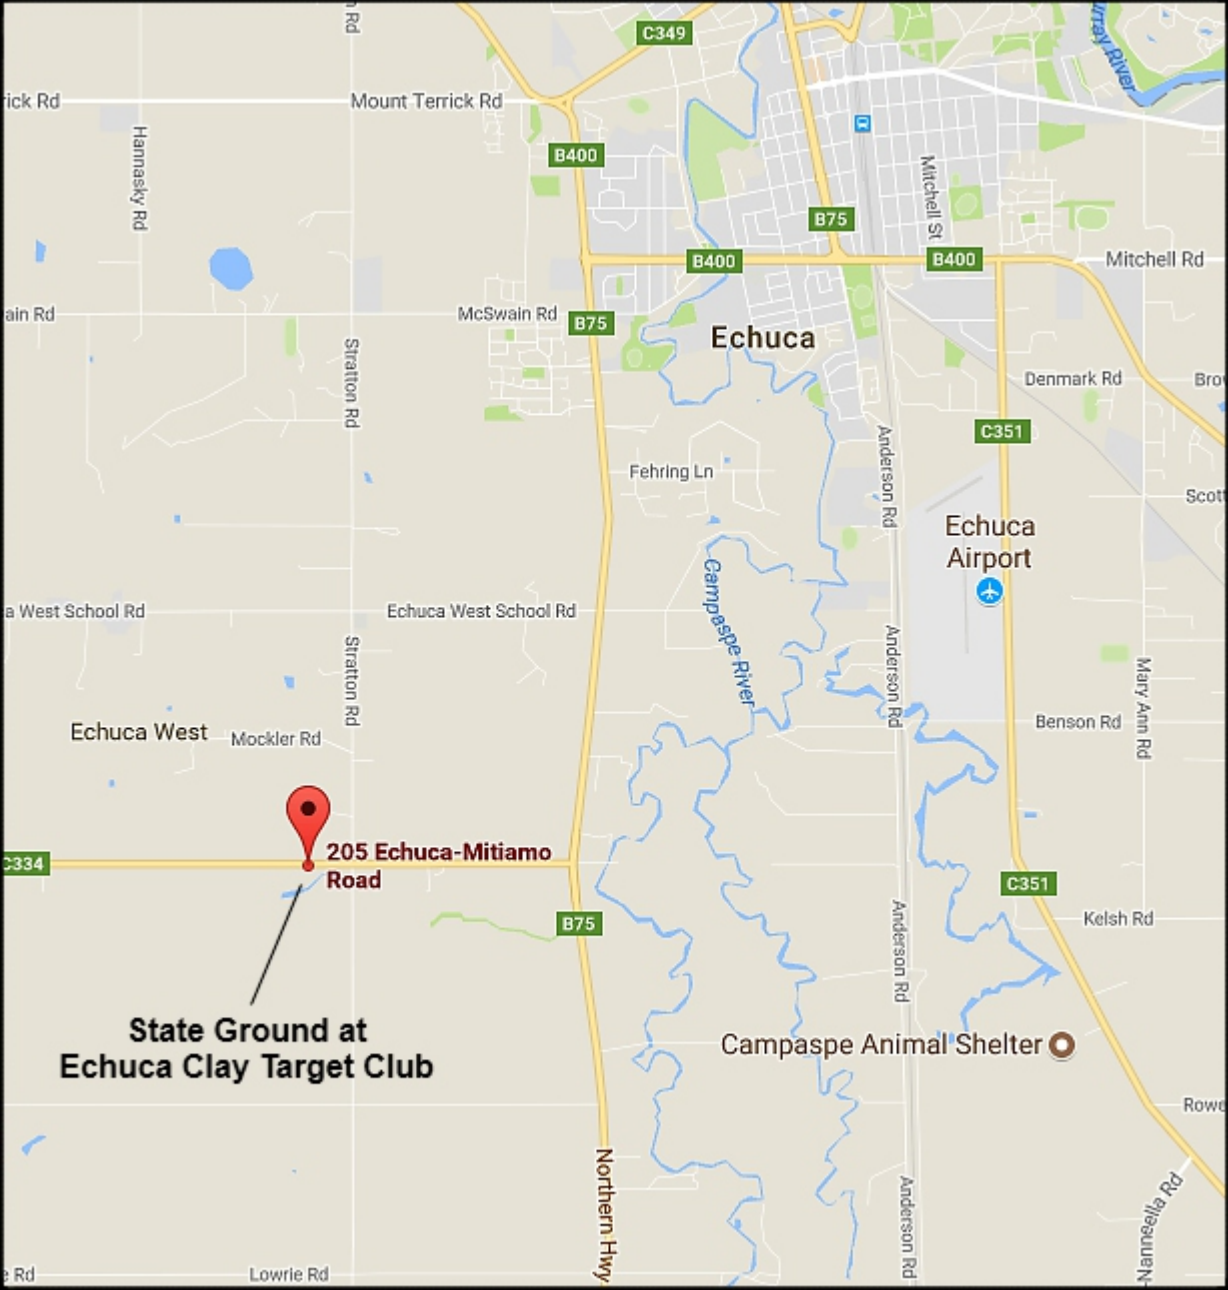 C349
Mount Terrick Rd
Hannasky Rd
B400
Mitchell St
B75
B400
B400
Mitchell Rd
McSwain Rd
B75
Echuca
Stratton Rd
Denmark Rd
C351
Anderson Rd
Fehring Ln
Echuca
Airport
Campaspe River
Echuca West School Rd
Stratton Rd
Anderson Rd
Mary Ann Rd
Echuca West
Mockler Rd
Benson Rd
C334
205 Echuca-Mitiamo
Road
C351
B75
Kelsh Rd
Anderson Rd
State Ground at
Echuca Clay Target Club
Campaspe Animal Shelter
Northern Hwy
Anderson Rd
Nanneella Rd
Lowrie Rd